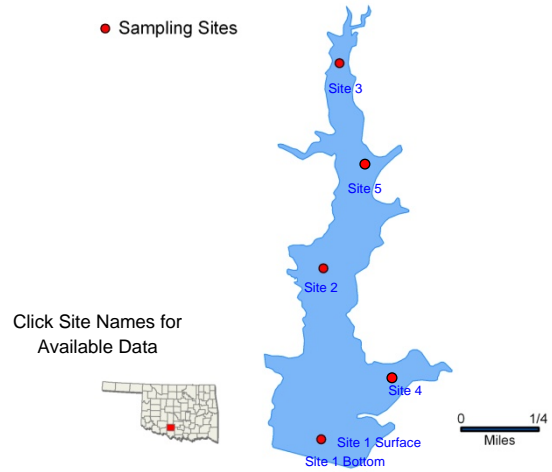 Sampling Sites
Site 3
Site 5
Site 2
Click Site Names for
Available Data
Site 4
0 1/4
Miles
Site 1 Surface
Site 1 Bottom